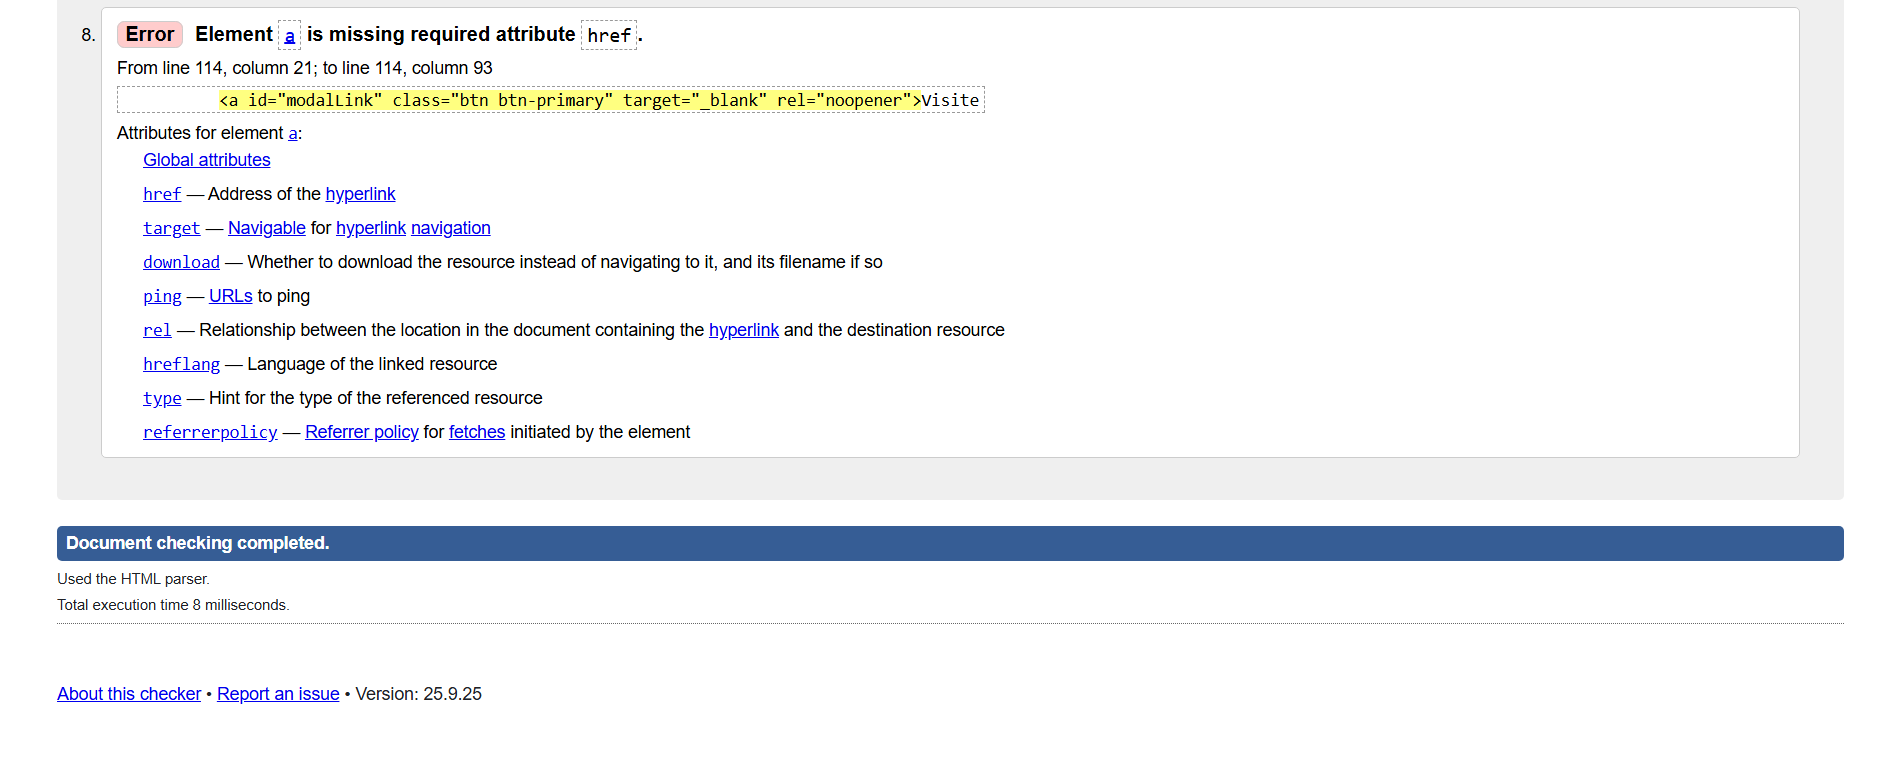 8. Error Element a is missing required attribute href.
From line 114, column 21; to line 114, column 93
<a id="modalLink" class="btn btn-primary" target="_blank" rel="noopener">Visite
Attributes for element a:
Global attributes
href — Address of the hyperlink
target — Navigable for hyperlink navigation
download — Whether to download the resource instead of navigating to it, and its filename if so
ping — URLs to ping
rel — Relationship between the location in the document containing the hyperlink and the destination resource
hreflang — Language of the linked resource
type — Hint for the type of the referenced resource
referrerpolicy — Referrer policy for fetches initiated by the element
Document checking completed.
Used the HTML parser.
Total execution time 8 milliseconds.
About this checker • Report an issue • Version: 25.9.25